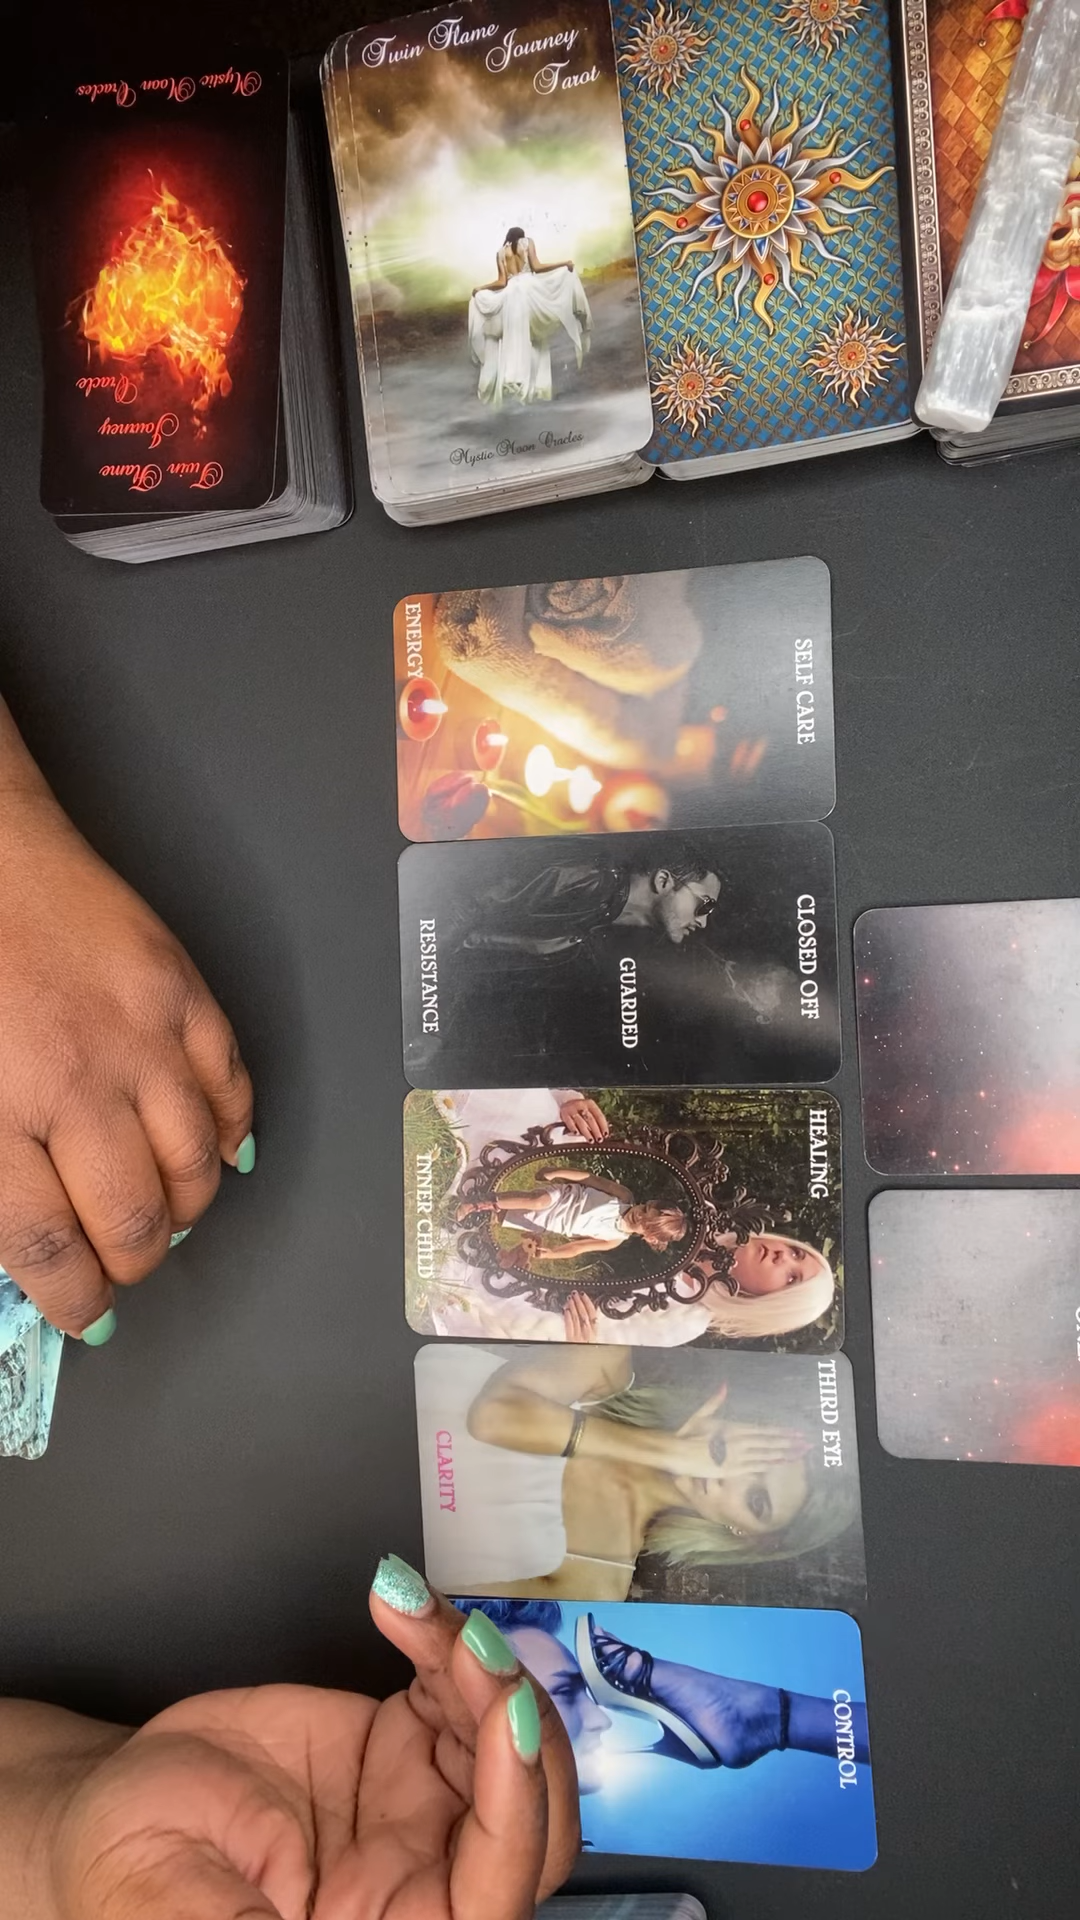 Mystic Moon Oracles
Twin Flame
Journey
Oracle
Twin Flame
Journey
Tarot
Mystic Moon Oracles
SELF CARE
ENERGY
CLOSED OFF
GUARDED
RESISTANCE
HEALING
INNER CHILD
THIRD EYE
CLARITY
CONTROL